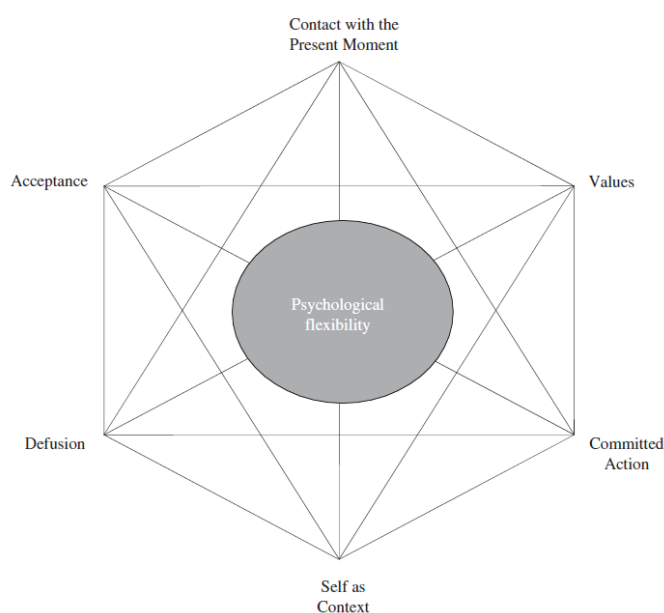 Contact with the
Present Moment
Acceptance
Values
Psychological
flexibility
Defusion
Committed
Action
Self as
Context